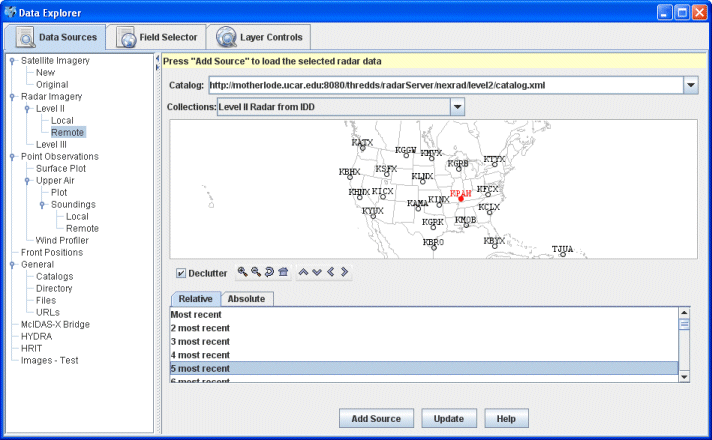 Data Explorer
Data Sources
Field Selector
Layer Controls
Satellite Imagery
New
Original
Radar Imagery
Level II
Local
Remote
Level III
Point Observations
Surface Plot
Upper Air
Plot
Soundings
Local
Remote
Wind Profiler
Front Positions
General
Catalogs
Directory
Files
URLs
McIDAS-X Bridge
HYDRA
HRIT
Images - Test
Press "Add Source" to load the selected radar data
Catalog: http://motherlode.ucar.edu:8080/thredds/radarServer/nexrad/level2/catalog.xml
Collections: Level II Radar from IDD
KATX
KGGW
KMVX
KGRB
KTYX
KBHX
KSFX
KLNX
KHNX
KICX
KPAH
KFCX
KAMA
KINX
KYUX
KCLX
KGRK
KMOB
KBRO
KBYX
TJUA
Declutter
Relative
Absolute
Most recent
2 most recent
3 most recent
4 most recent
5 most recent
6 most recent
Add Source
Update
Help